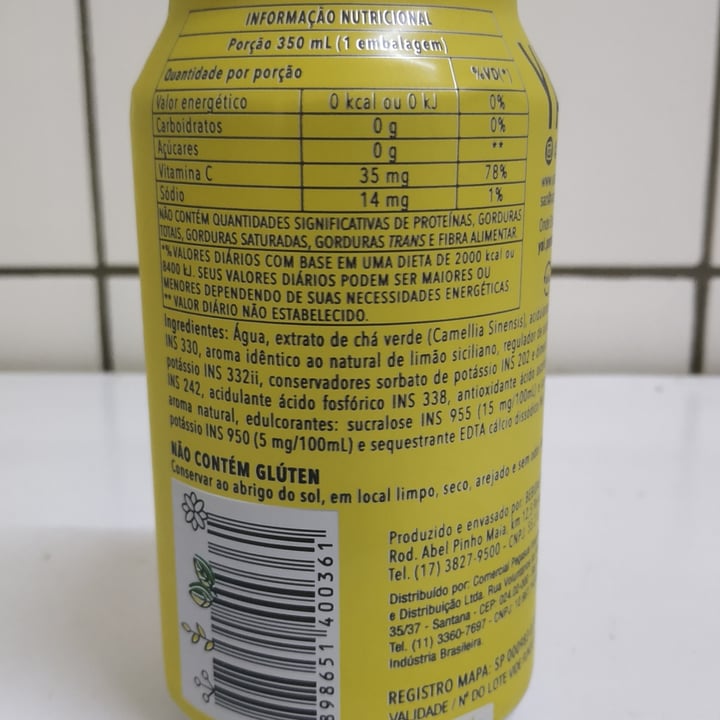 INFORMAÇÃO NUTRICIONAL
Porção 350 mL (1 embalagem)
Quantidade por porção %VD(*)
Valor energético 0 kcal ou 0 kJ 0%
Carboidratos 0 g 0%
Açúcares 0 g **
Vitamina C 35 mg 78%
Sódio 14 mg 1%
NÃO CONTÉM QUANTIDADES SIGNIFICATIVAS DE PROTEÍNAS, GORDURAS
TOTAIS, GORDURAS SATURADAS, GORDURAS TRANS E FIBRA ALIMENTAR.
*% VALORES DIÁRIOS COM BASE EM UMA DIETA DE 2000 kcal ou
8400 kJ. SEUS VALORES DIÁRIOS PODEM SER MAIORES OU
MENORES DEPENDENDO DE SUAS NECESSIDADES ENERGÉTICAS
** VALOR DIÁRIO NÃO ESTABELECIDO.
Ingredientes: Água, extrato de chá verde (Camellia Sinensis),
INS 330, aroma idêntico ao natural de limão siciliano, regulador de
potássio INS 332ii, conservadores sorbato de potássio INS 202 e
INS 242, acidulante ácido fosfórico INS 338, antioxidante ácido
aroma natural, edulcorantes: sucralose INS 955 (15 mg/100mL)
potássio INS 950 (5 mg/100mL) e sequestrante EDTA cálcio
NÃO CONTÉM GLÚTEN
Conservar ao abrigo do sol, em local limpo, seco, arejado e sem
Produzido e envasado por:
Rod. Abel Pinho Maia, km
Tel. (17) 3827-9500 - CNPJ
Distribuído por: Comercial
e Distribuição Ltda. Rua
35/37 - Santana - CEP:
Tel. (11) 3360-7697 - CNPJ:
Indústria Brasileira.
REGISTRO MAPA: SP
VALIDADE / Nº DO LOTE VIDE
898651 400361